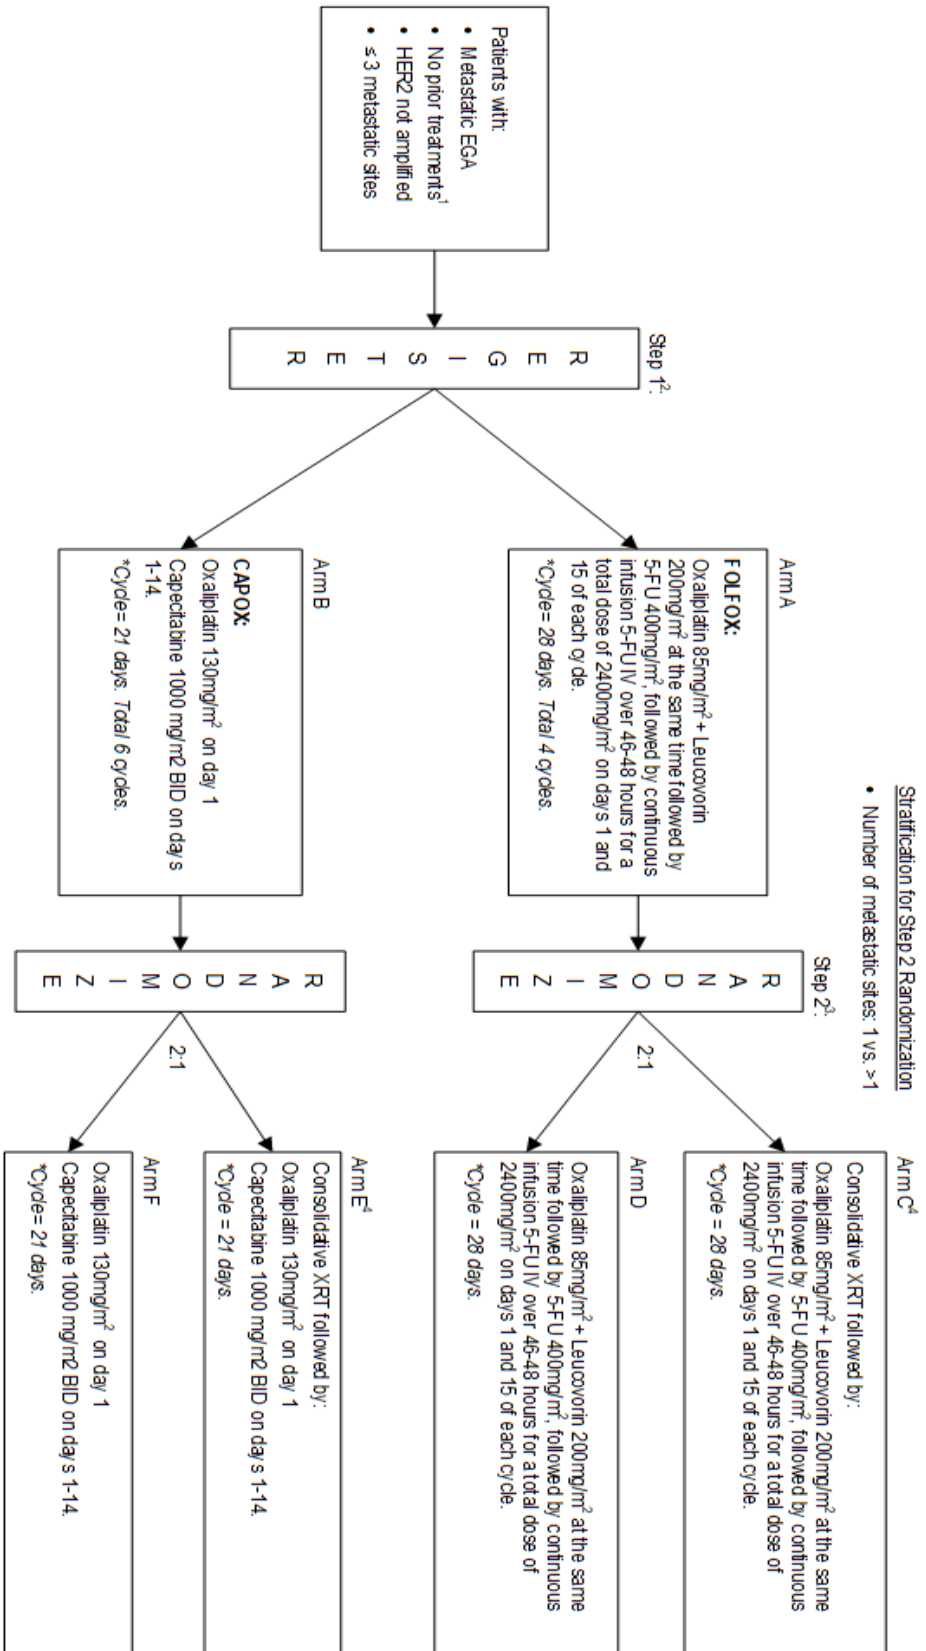 Stratification for Step 2 Randomization
• Number of metastatic sites: 1 vs. >1
Patients with:
• Metastatic EGA
• No prior treatments¹
• HER2 not amplified
• ≤ 3 metastatic sites
Step 1²:
R E G I S T E R
Arm A
FOLFOX:
Oxaliplatin 85mg/m² + Leucovorin
200mg/m² at the same time followed by
5-FU 400mg/m², followed by continuous
infusion 5-FU IV over 46-48 hours for a
total dose of 2400mg/m² on days 1 and
15 of each cycle.
*Cycle= 28 days. Total 4 cycles.
Arm B
CAPOX:
Oxaliplatin 130mg/m² on day 1
Capecitabine 1000 mg/m2 BID on days
1-14.
*Cycle= 21 days. Total 6 cycles.
Step 2³:
R A N D O M I Z E
2:1
R A N D O M I Z E
2:1
Arm C⁴
Consolidative XRT followed by:
Oxaliplatin 85mg/m² + Leucovorin 200mg/m² at the same
time followed by 5-FU 400mg/m², followed by continuous
infusion 5-FU IV over 46-48 hours for a total dose of
2400mg/m² on days 1 and 15 of each cycle.
*Cycle = 28 days.
Arm D
Oxaliplatin 85mg/m² + Leucovorin 200mg/m² at the same
time followed by 5-FU 400mg/m², followed by continuous
infusion 5-FU IV over 46-48 hours for a total dose of
2400mg/m² on days 1 and 15 of each cycle.
*Cycle = 28 days.
Arm E⁴
Consolidative XRT followed by:
Oxaliplatin 130mg/m² on day 1
Capecitabine 1000 mg/m2 BID on days 1-14.
*Cycle = 21 days.
Arm F
Oxaliplatin 130mg/m² on day 1
Capecitabine 1000 mg/m2 BID on days 1-14.
*Cycle= 21 days.